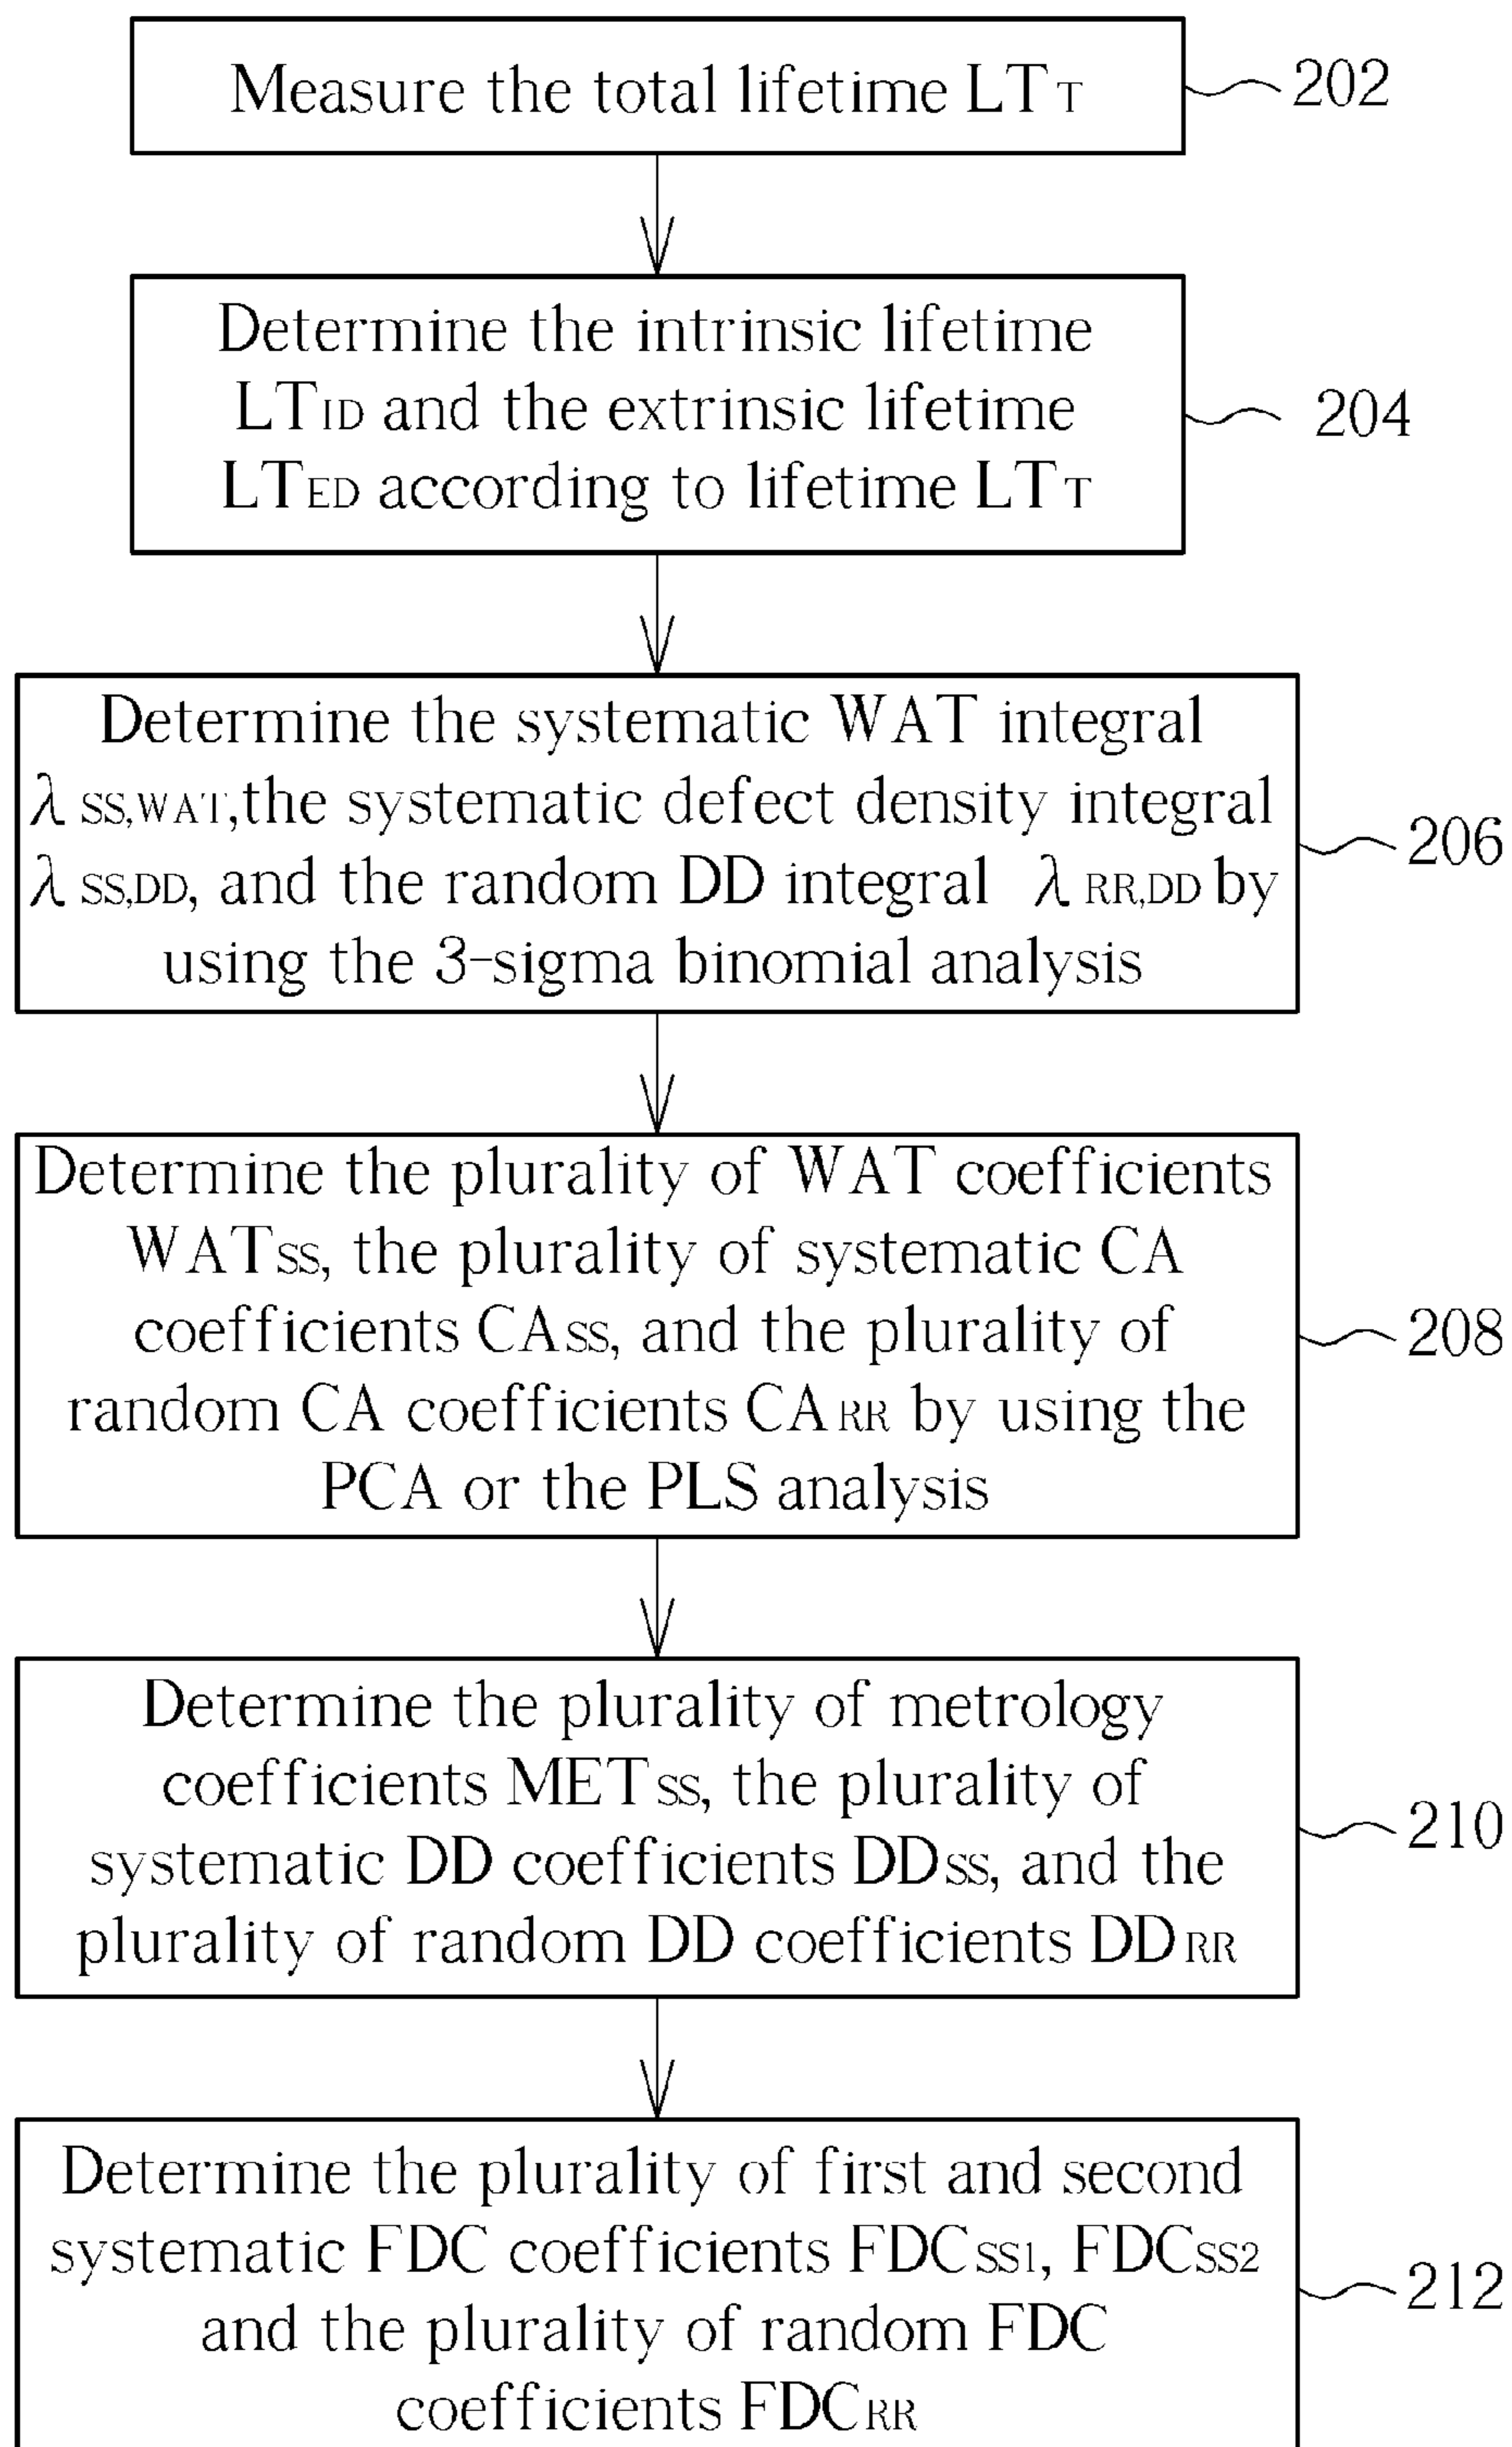 Measure the total lifetime LTT
202
Determine the intrinsic lifetime
LTID and the extrinsic lifetime
LTED according to lifetime LTT
204
Determine the systematic WAT integral
λ SS,WAT,the systematic defect density integral
λ SS,DD, and the random DD integral λ RR,DD by
using the 3-sigma binomial analysis
206
Determine the plurality of WAT coefficients
WATSS, the plurality of systematic CA
coefficients CASS, and the plurality of
random CA coefficients CARR by using the
PCA or the PLS analysis
208
Determine the plurality of metrology
coefficients METSS, the plurality of
systematic DD coefficients DDSS, and the
plurality of random DD coefficients DDRR
210
Determine the plurality of first and second
systematic FDC coefficients FDCSS1, FDCSS2
and the plurality of random FDC
coefficients FDCRR
212